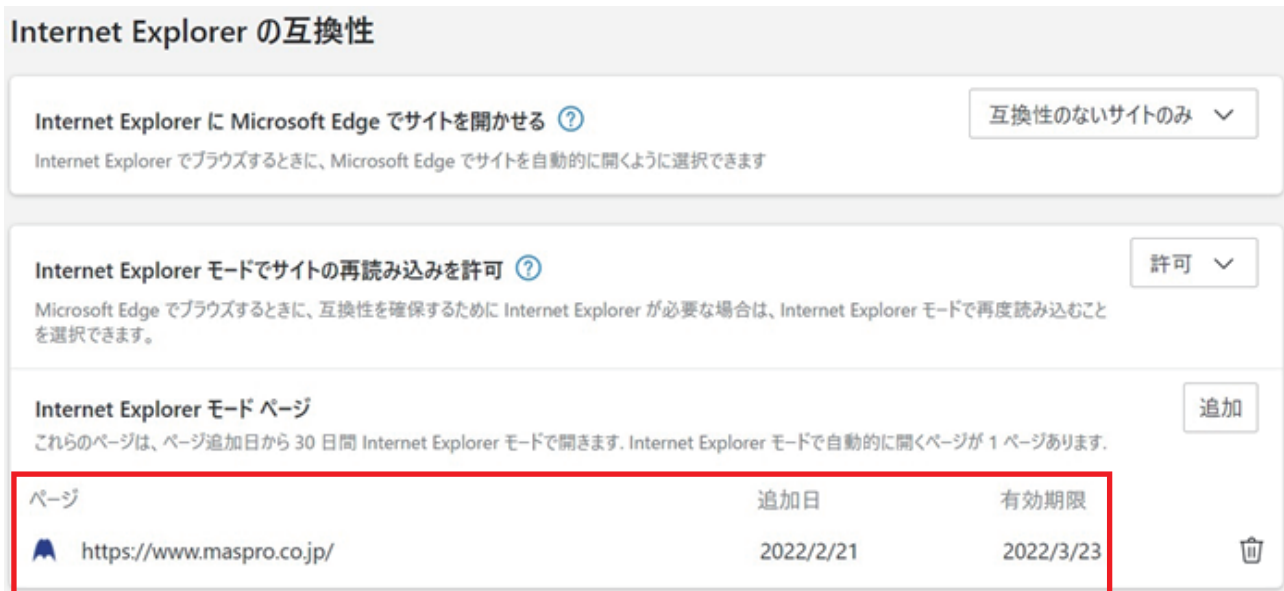 Internet Explorer の互換性
Internet Explorer に Microsoft Edge でサイトを開かせる
互換性のないサイトのみ
Internet Explorer でブラウズするときに、Microsoft Edge でサイトを自動的に開くように選択できます
Internet Explorer モードでサイトの再読み込みを許可
許可
Microsoft Edge でブラウズするときに、互換性を確保するために Internet Explorer が必要な場合は、Internet Explorer モードで再度読み込むこと
を選択できます。
Internet Explorer モード ページ
追加
これらのページは、ページ追加日から 30 日間 Internet Explorer モードで開きます. Internet Explorer モードで自動的に開くページが 1 ページあります.
ページ 追加日 有効期限
https://www.maspro.co.jp/ 2022/2/21 2022/3/23